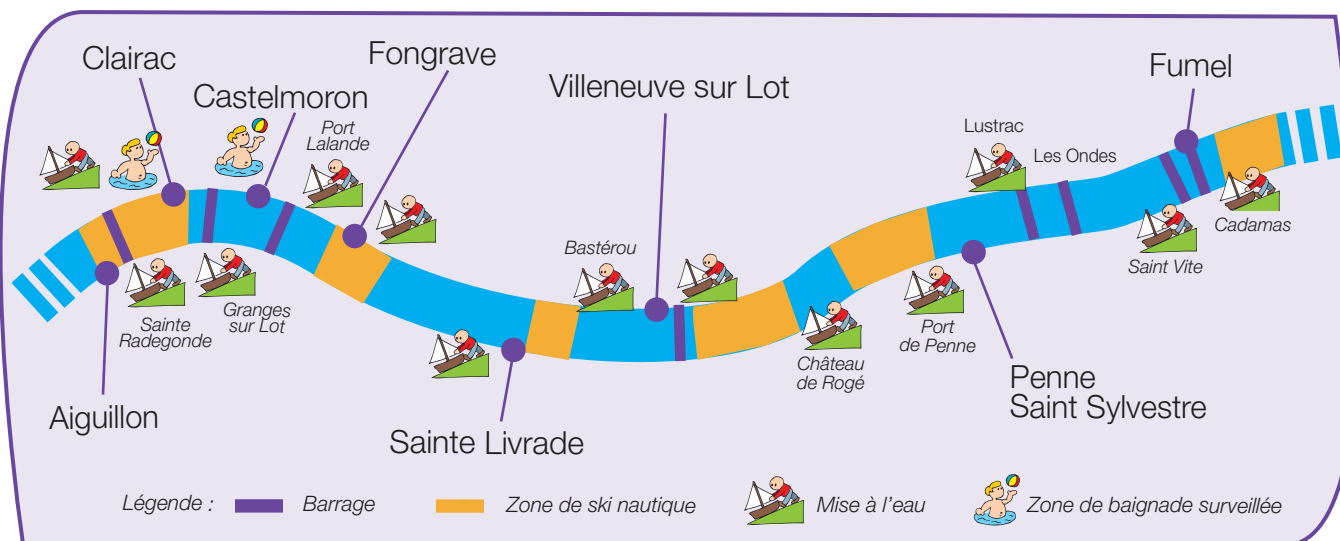 Clairac
Fongrave
Villeneuve sur Lot
Fumel
Castelmoron
Port
Lalande
Lustrac
Les Ondes
Bastérou
Cadamas
Saint Vite
Sainte
Radegonde
Granges
sur Lot
Château
de Rogé
Port
de Penne
Penne
Saint Sylvestre
Aiguillon
Sainte Livrade
Légende :
Barrage
Zone de ski nautique
Mise à l’eau
Zone de baignade surveillée